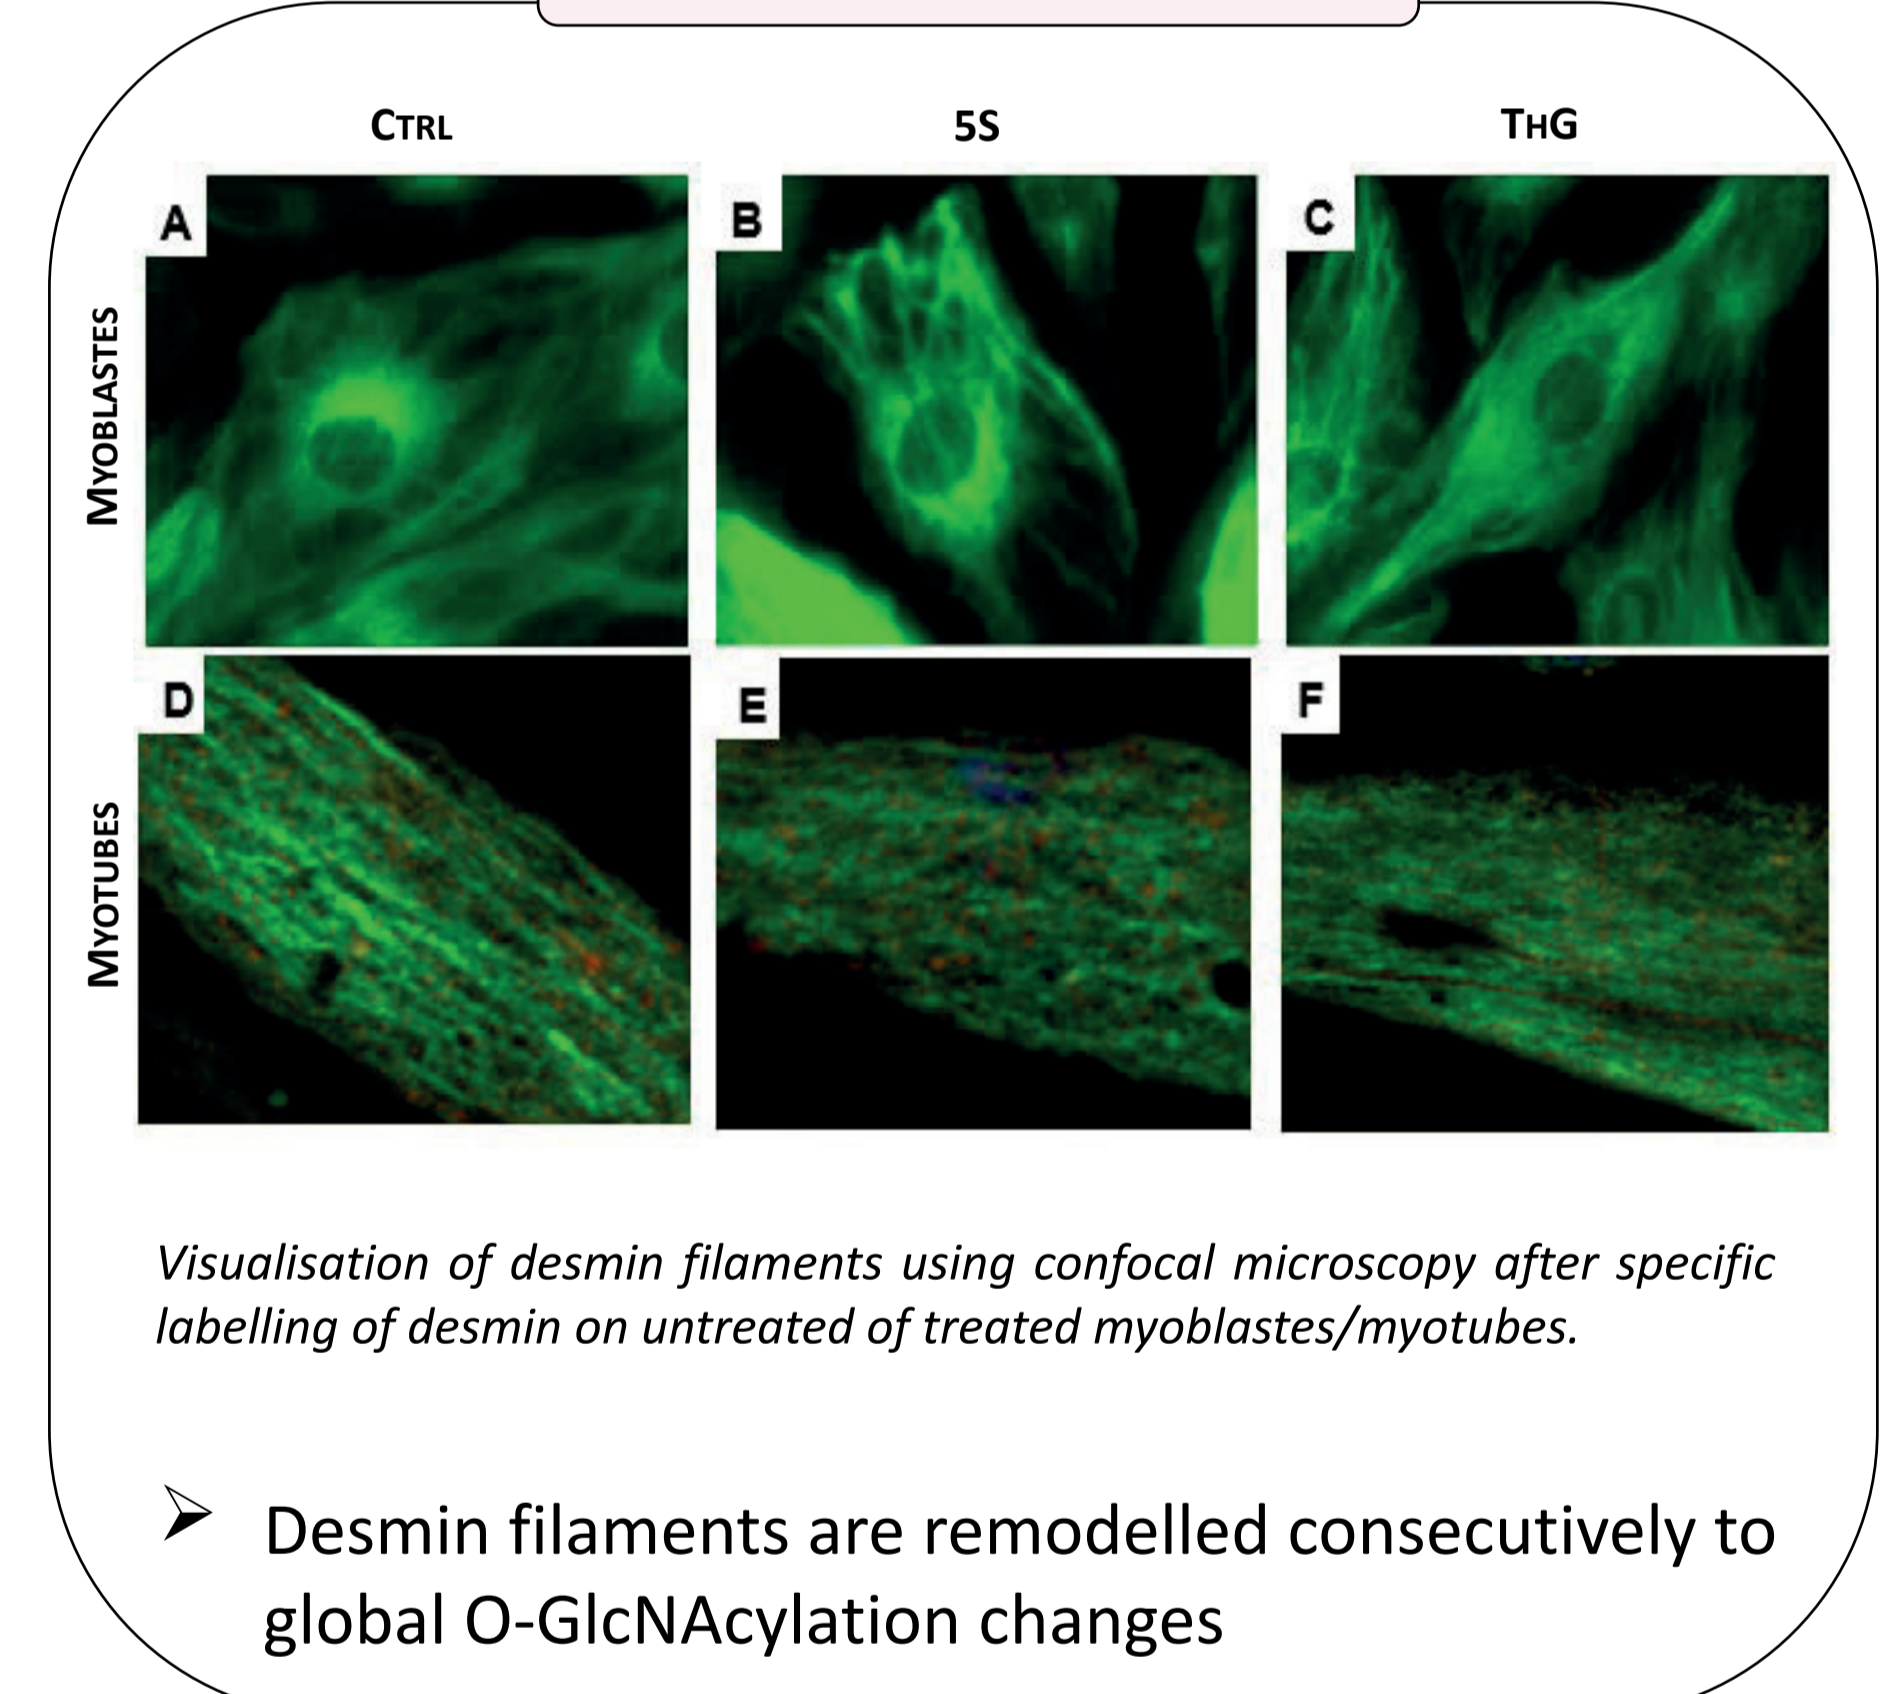 CTRL 5S THG
A B C
MYOBLASTES
D E F
MYOTUBES
Visualisation of desmin filaments using confocal microscopy after specific
labelling of desmin on untreated of treated myoblastes/myotubes.
➢ Desmin filaments are remodelled consecutively to
global O-GlcNAcylation changes